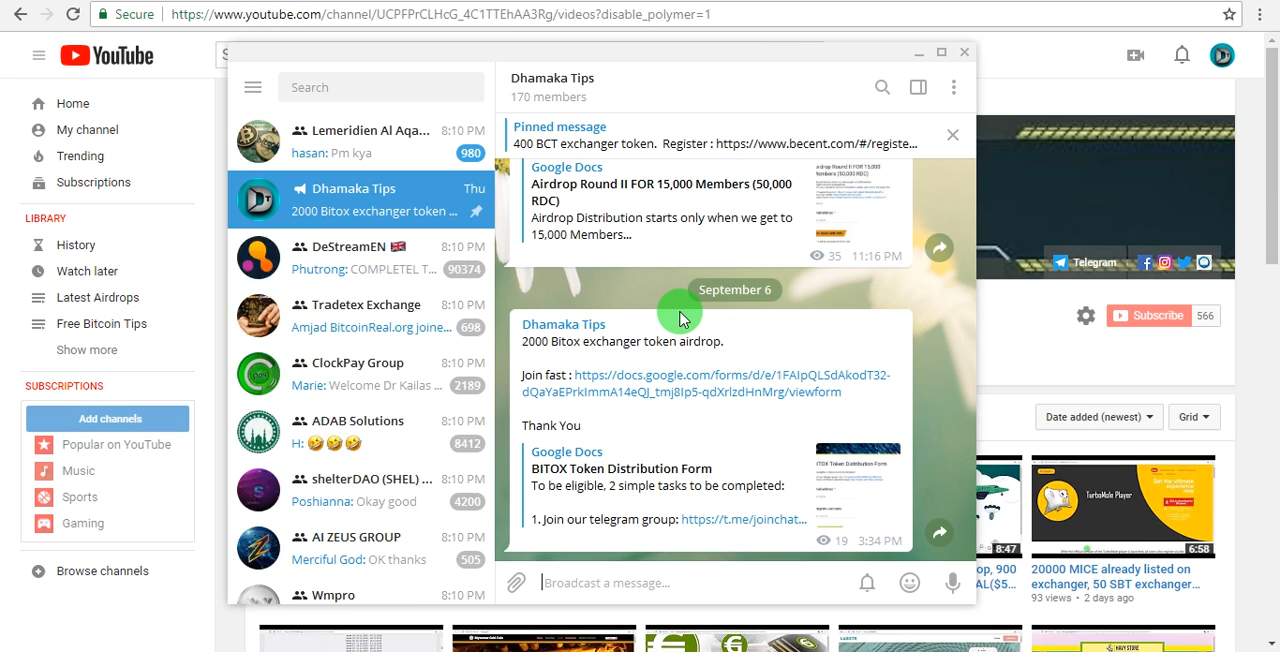 Secure
https://www.youtube.com/channel/UCPFPrCLHcG_4C1TTEhAA3Rg/videos?disable_polymer=1
YouTube
S
Home
My channel
Trending
Subscriptions
LIBRARY
History
Watch later
Latest Airdrops
Free Bitcoin Tips
Show more
SUBSCRIPTIONS
Add channels
Popular on YouTube
Music
Sports
Gaming
Browse channels
Search
Lemeridien Al Aqa... 8:10 PM
hasan: Pm kya 980
Dhamaka Tips Thu
2000 Bitox exchanger token ...
DeStreamEN 🇬🇧 8:10 PM
Phutrong: COMPLETEL T... 90374
Tradetex Exchange 8:10 PM
Amjad BitcoinReal.org joine... 698
ClockPay Group 8:10 PM
Marie: Welcome Dr Kailas ... 2189
ADAB Solutions 8:10 PM
H: 🤣🤣🤣 8412
shelterDAO (SHEL) ... 8:10 PM
Poshianna: Okay good 4200
AI ZEUS GROUP 8:10 PM
Merciful God: OK thanks 505
Wmpro 8:10 PM
Dhamaka Tips
170 members
Pinned message
400 BCT exchanger token. Register : https://www.becent.com/#/registe...
Google Docs
Airdrop Round II FOR 15,000 Members (50,000
RDC)
Airdrop Distribution starts only when we get to
15,000 Members...
35 11:16 PM
September 6
Dhamaka Tips
2000 Bitox exchanger token airdrop.
Join fast : https://docs.google.com/forms/d/e/1FAIpQLSdAkodT32-
dQaYaEPrkImmA14eQJ_tmj8Ip5-qdXrlzdHnMrg/viewform
Thank You
Google Docs
BITOX Token Distribution Form
To be eligible, 2 simple tasks to be completed:
1. Join our telegram group: https://t.me/joinchat...
19 3:34 PM
Broadcast a message...
Telegram
Subscribe 566
Date added (newest)
Grid
8:47
TurboMole Player
6:58
op, 900
AL($5...
20000 MICE already listed on
exchanger, 50 SBT exchanger...
93 views • 2 days ago